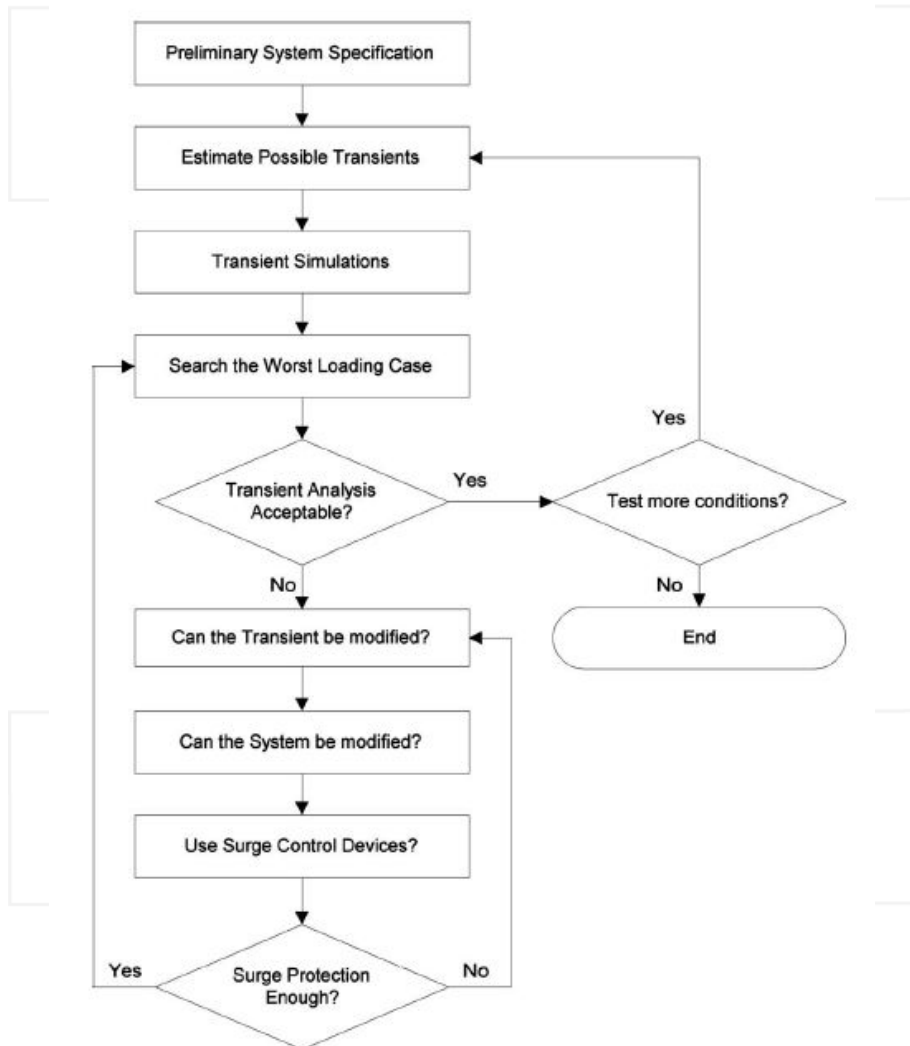 Preliminary System Specification
Estimate Possible Transients
Transient Simulations
Search the Worst Loading Case
Yes
Transient Analysis
Acceptable?
Yes
Test more conditions?
No
No
Can the Transient be modified?
End
Can the System be modified?
Use Surge Control Devices?
Yes
Surge Protection
Enough?
No